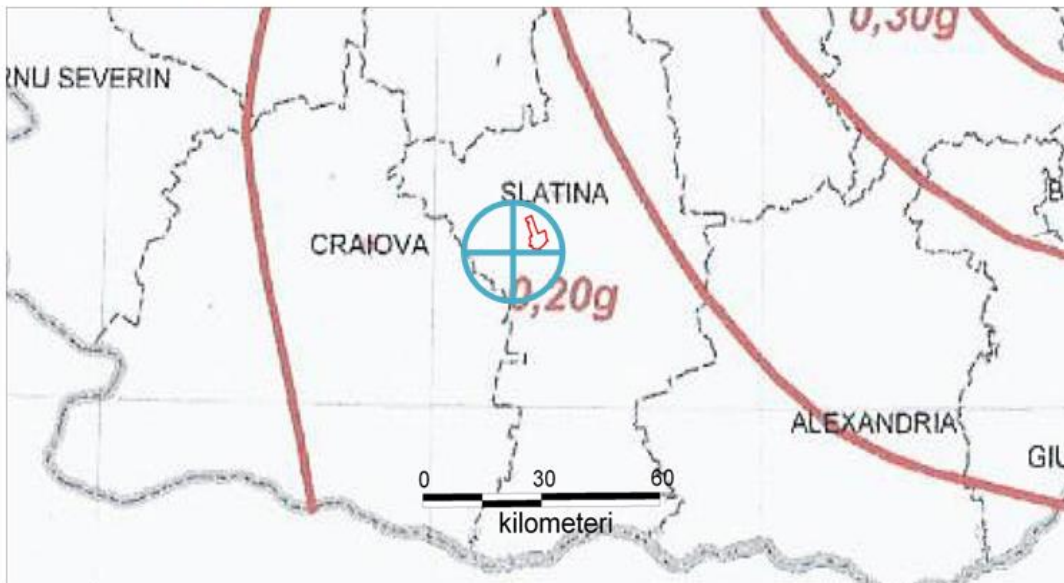 0,30g
RNU SEVERIN
SLATINA
B
CRAIOVA
0,20g
ALEXANDRIA
GIU
0 30 60
kilometeri